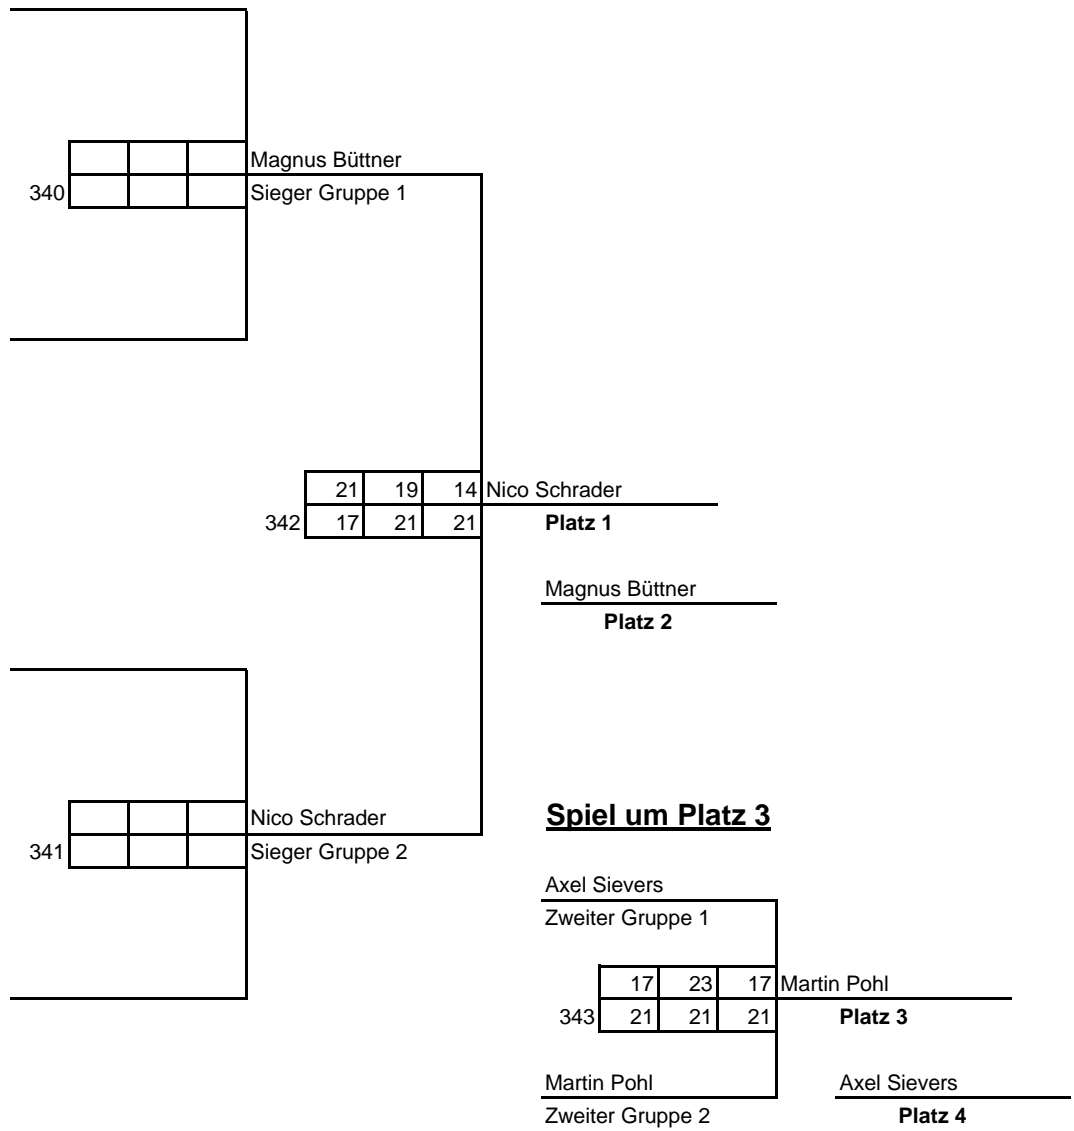 Magnus Büttner
340 Sieger Gruppe 1
21 19 14 Nico Schrader
342 17 21 21 Platz 1
Magnus Büttner
Platz 2
Nico Schrader
341 Sieger Gruppe 2
Spiel um Platz 3
Axel Sievers
Zweiter Gruppe 1
17 23 17 Martin Pohl
343 21 21 21 Platz 3
Martin Pohl Axel Sievers
Zweiter Gruppe 2 Platz 4